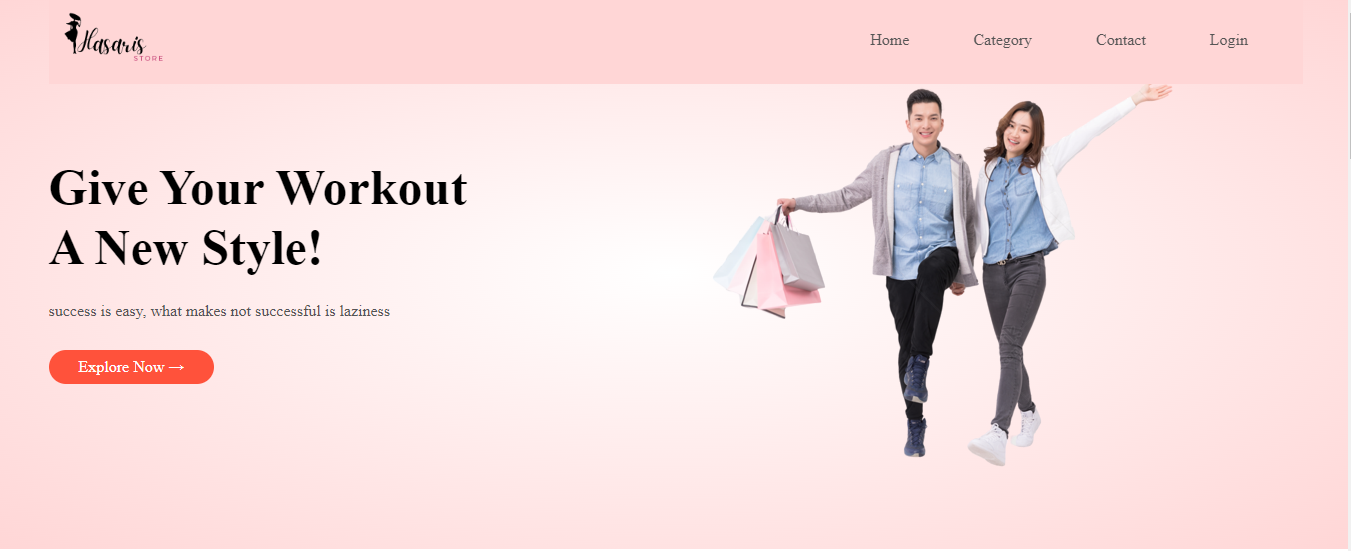 Hasaris
STORE
Home Category Contact Login
Give Your Workout
A New Style!
success is easy, what makes not successful is laziness
Explore Now →